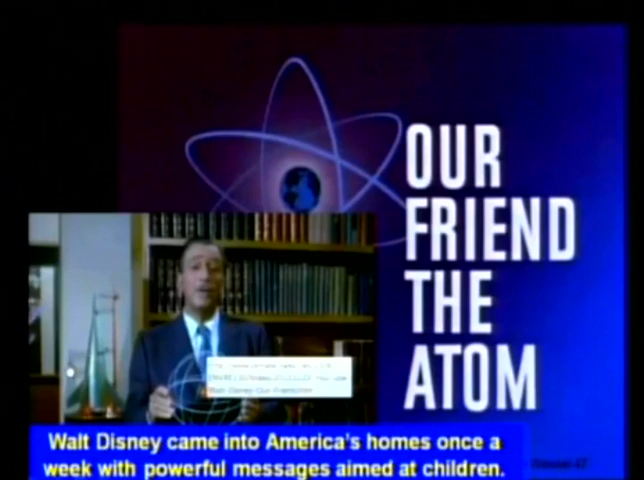 OUR
FRIEND
THE
ATOM
Walt Disney came into America's homes once a
week with powerful messages aimed at children.